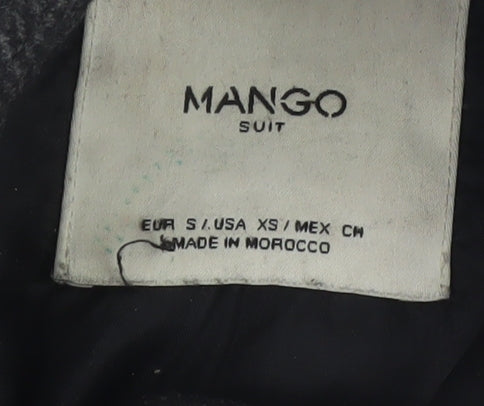 MANGO
SUIT
EUR S / USA XS / MEX CH
MADE IN MOROCCO